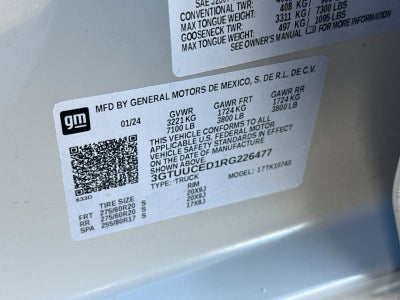 CONVENTIONAL TWR 408 KG 7300 LBS
MAX TONGUE WEIGHT 3311 KG
GOOSENECK TWR 497 KG 1095 LBS
MAX TONGUE WEIGHT
SEE OWNER'S MANUAL FOR MORE INFORMATION
gm
MFD BY GENERAL MOTORS DE MEXICO, S. DE R.L. DE C.V.
01/24 GVWR GAWR FRT GAWR RR
3221 KG 1724 KG 1724 KG
7100 LB 3800 LB 3800 LB
THIS VEHICLE CONFORMS TO ALL
APPLICABLE U.S. FEDERAL MOTOR
VEHICLE SAFETY STANDARDS IN
EFFECT ON THE DATE OF
MANUFACTURE SHOWN ABOVE.
3GTUUCED1RG226477
TYPE: TRUCK MODEL: 17TK10743
633D
TIRE SIZE RIM
FRT 275/60R20 S 20X9J
RR 275/60R20 S 20X9J
SPA 255/80R17 S 17X8J